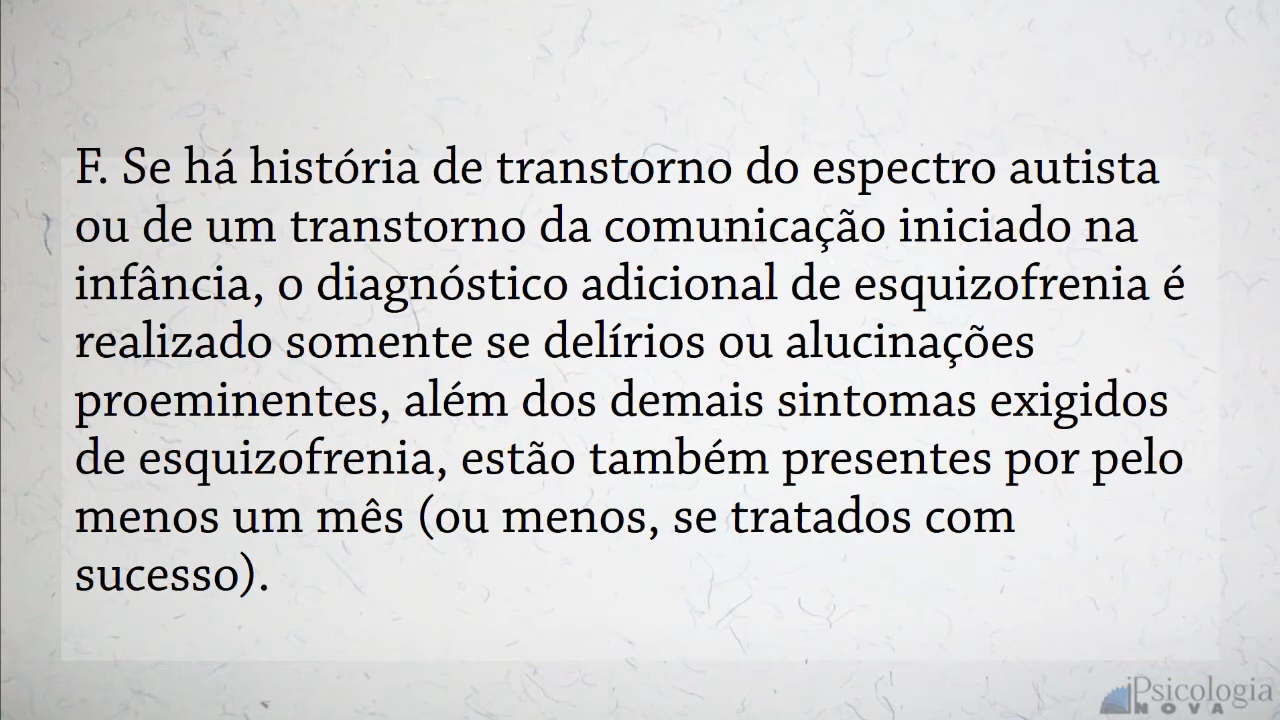 F. Se há história de transtorno do espectro autista
ou de um transtorno da comunicação iniciado na
infância, o diagnóstico adicional de esquizofrenia é
realizado somente se delírios ou alucinações
proeminentes, além dos demais sintomas exigidos
de esquizofrenia, estão também presentes por pelo
menos um mês (ou menos, se tratados com
sucesso).
Psicologia
NOVA